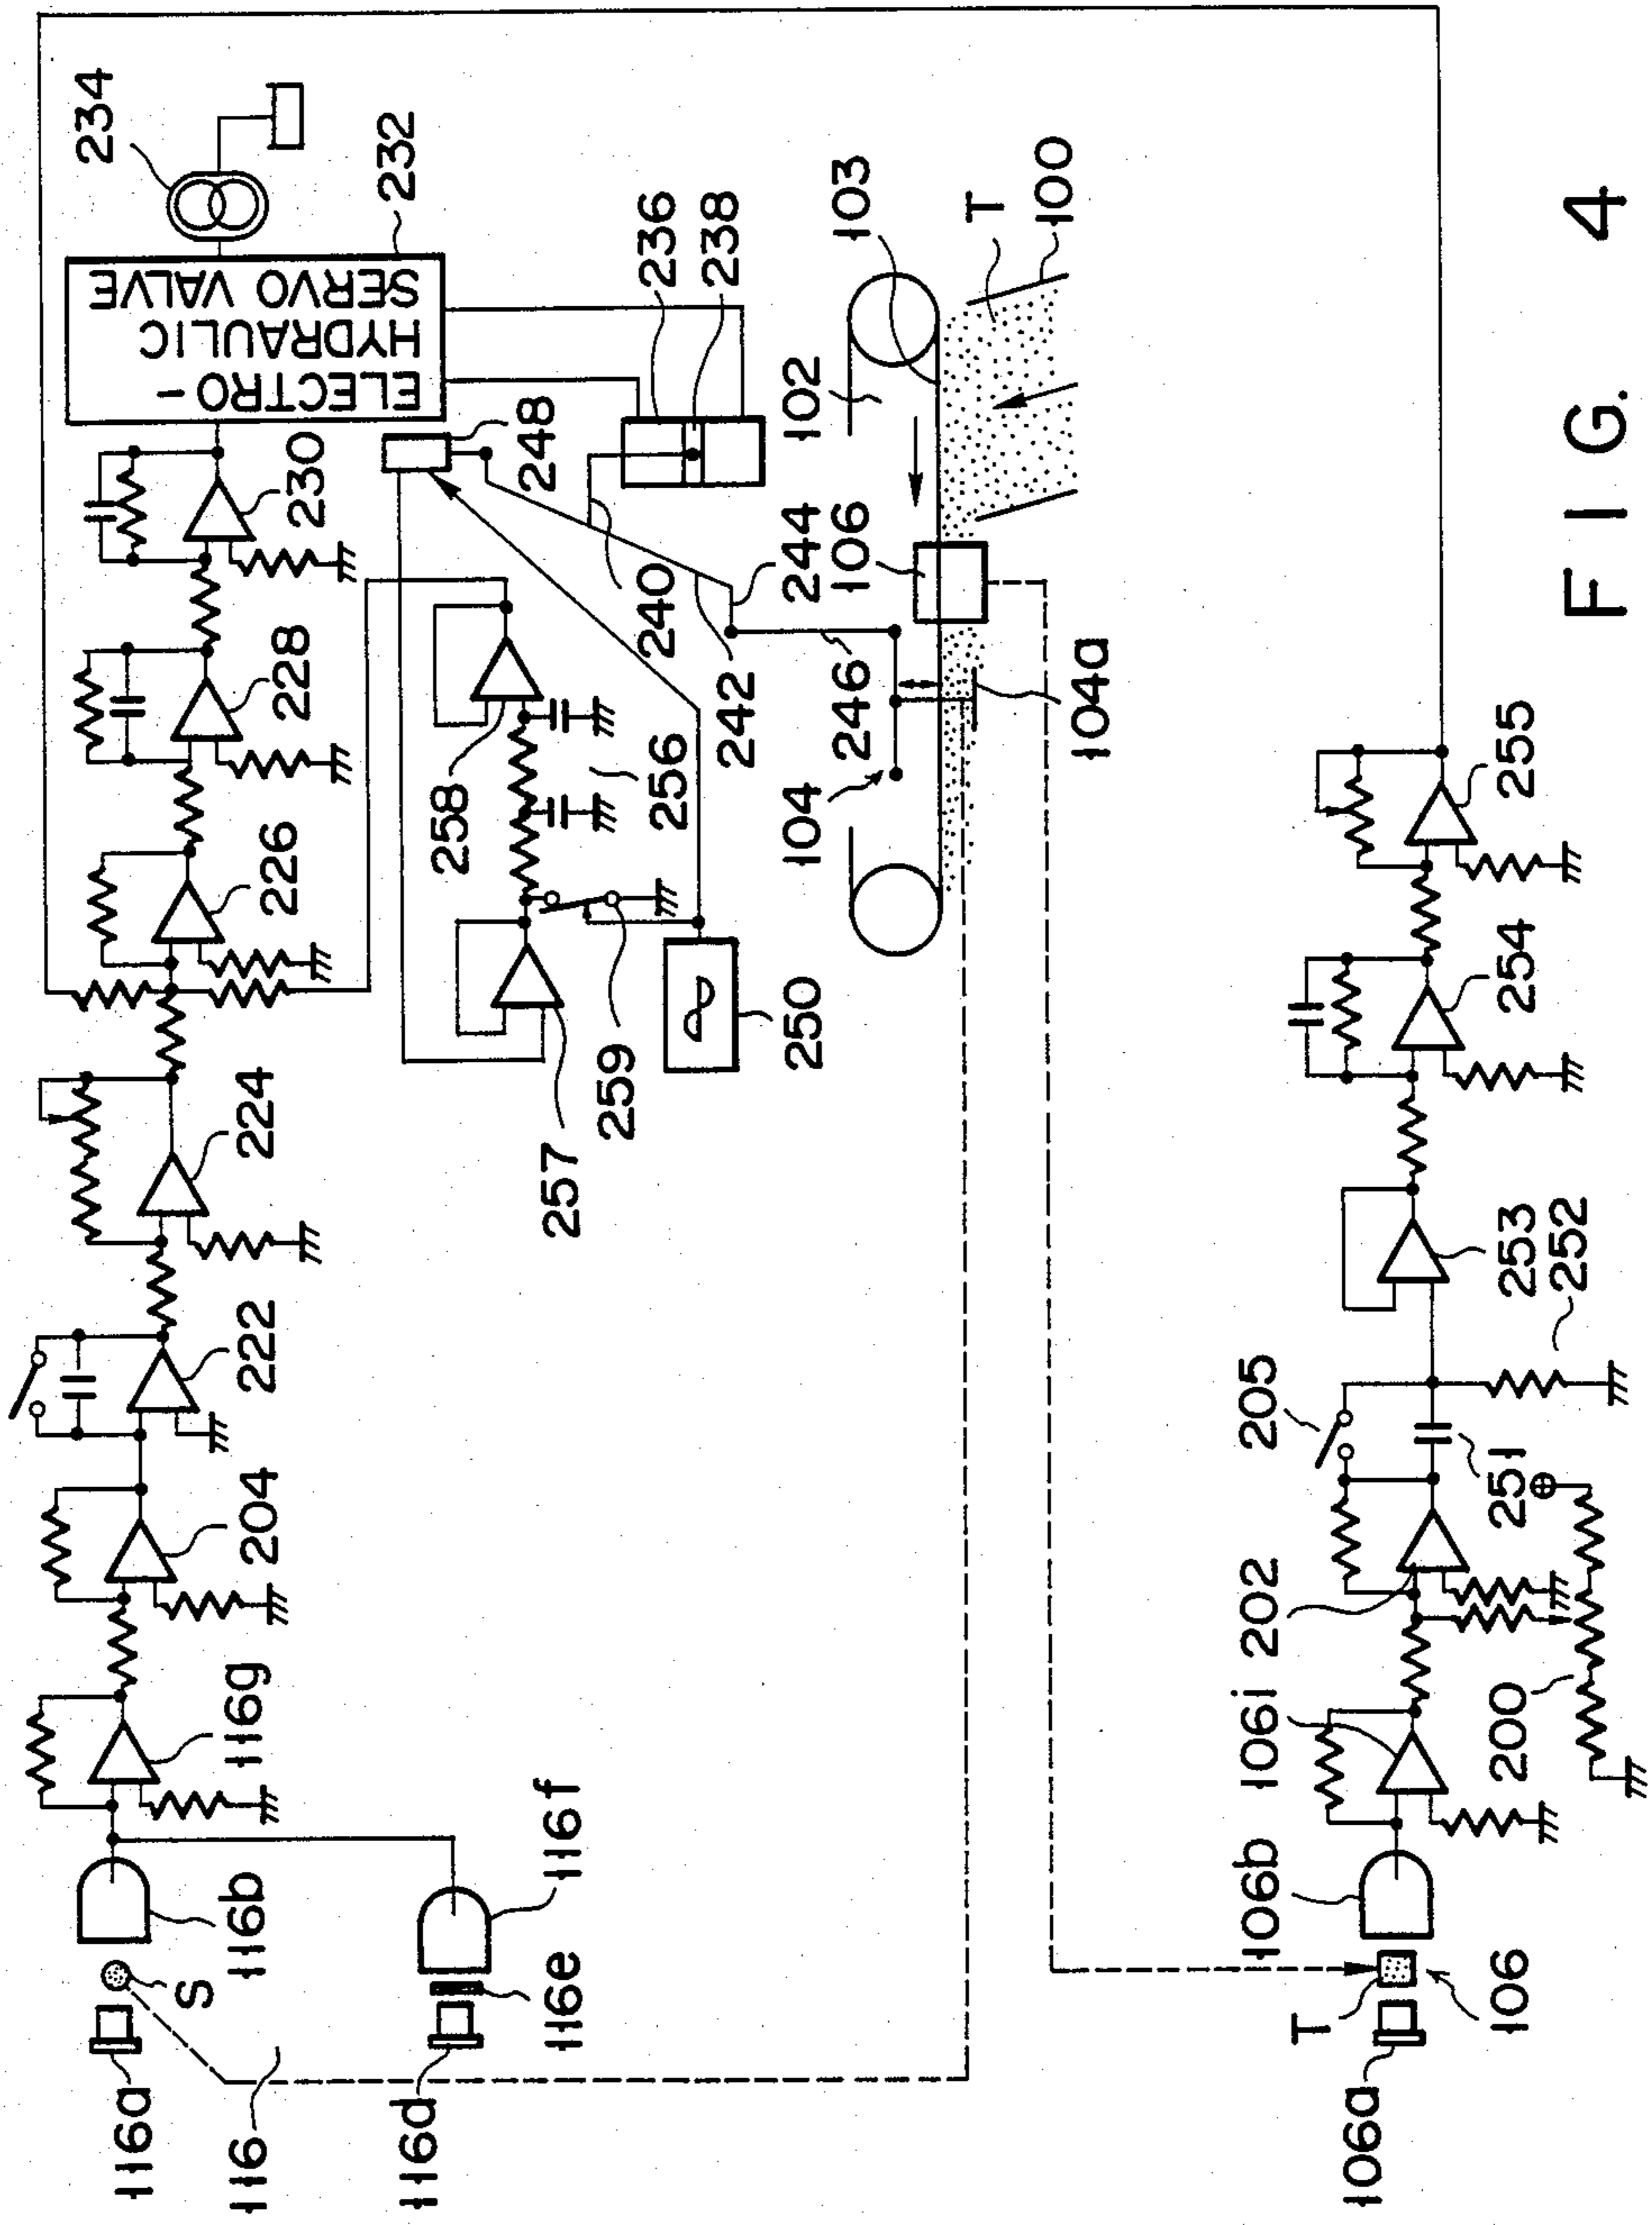 234
232
ELECTRO-
HYDRAULIC
SERVO VALVE
230
228
226
224
222
204
116g
116b
S
116a
116
116f
116e
116d
248
236
238
240
242
244
246
258
256
257
259
250
102
103
T
100
106
104
104a
255
254
253
252
205
251
202
200
106i
106b
T
106
106a
FIG. 4